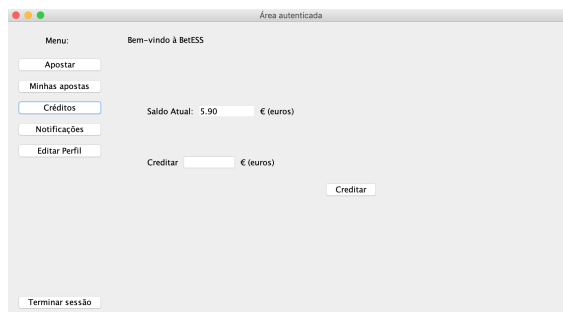 Área autenticada
Menu:
Bem-vindo à BetESS
Apostar
Minhas apostas
Créditos
Saldo Atual: 5.90 € (euros)
Notificações
Editar Perfil
Creditar € (euros)
Creditar
Terminar sessão